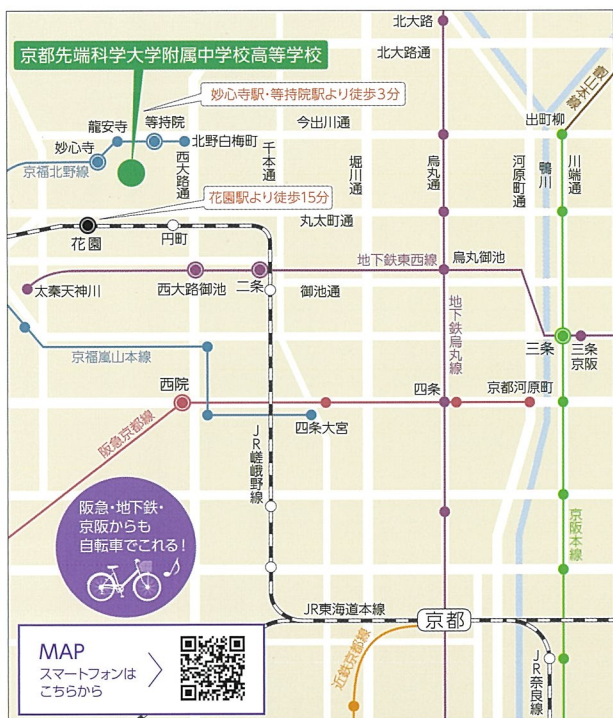 京都先端科学大学附属中学校高等学校
妙心寺駅・等持院駅より徒歩3分
花園駅より徒歩15分
北大路
北大路通
叡山本線
出町柳
今出川通
龍安寺
等持院
北野白梅町
妙心寺
京福北野線
西大路通
千本通
堀川通
烏丸通
河原町通
鴨川
川端通
丸太町通
花園
円町
地下鉄東西線
烏丸御池
太秦天神川
西大路御池
二条
御池通
地下鉄烏丸線
三条
三条京阪
京福嵐山本線
西院
四条
京都河原町
四条大宮
阪急京都線
JR嵯峨野線
阪急・地下鉄・
京阪からも
自転車でこれる!
京阪本線
JR東海道本線
京都
近鉄京都線
JR奈良線
MAP
スマートフォンは
こちらから